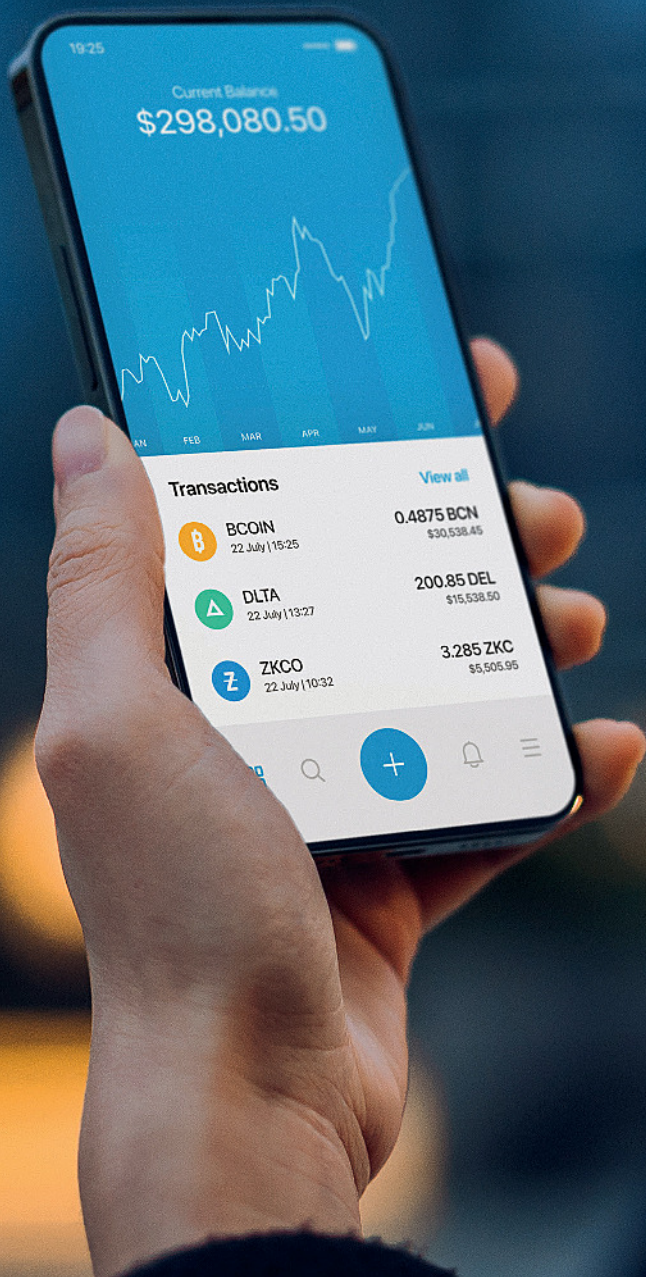 19:25
Current Balance
$298,080.50
AN FEB MAR APR MAY JUN
Transactions View all
BCOIN 0.4875 BCN
22 July | 15:25 $30,538.45
DLTA 200.85 DEL
22 July | 13:27 $15,538.50
ZKCO 3.285 ZKC
22 July | 10:32 $5,505.95